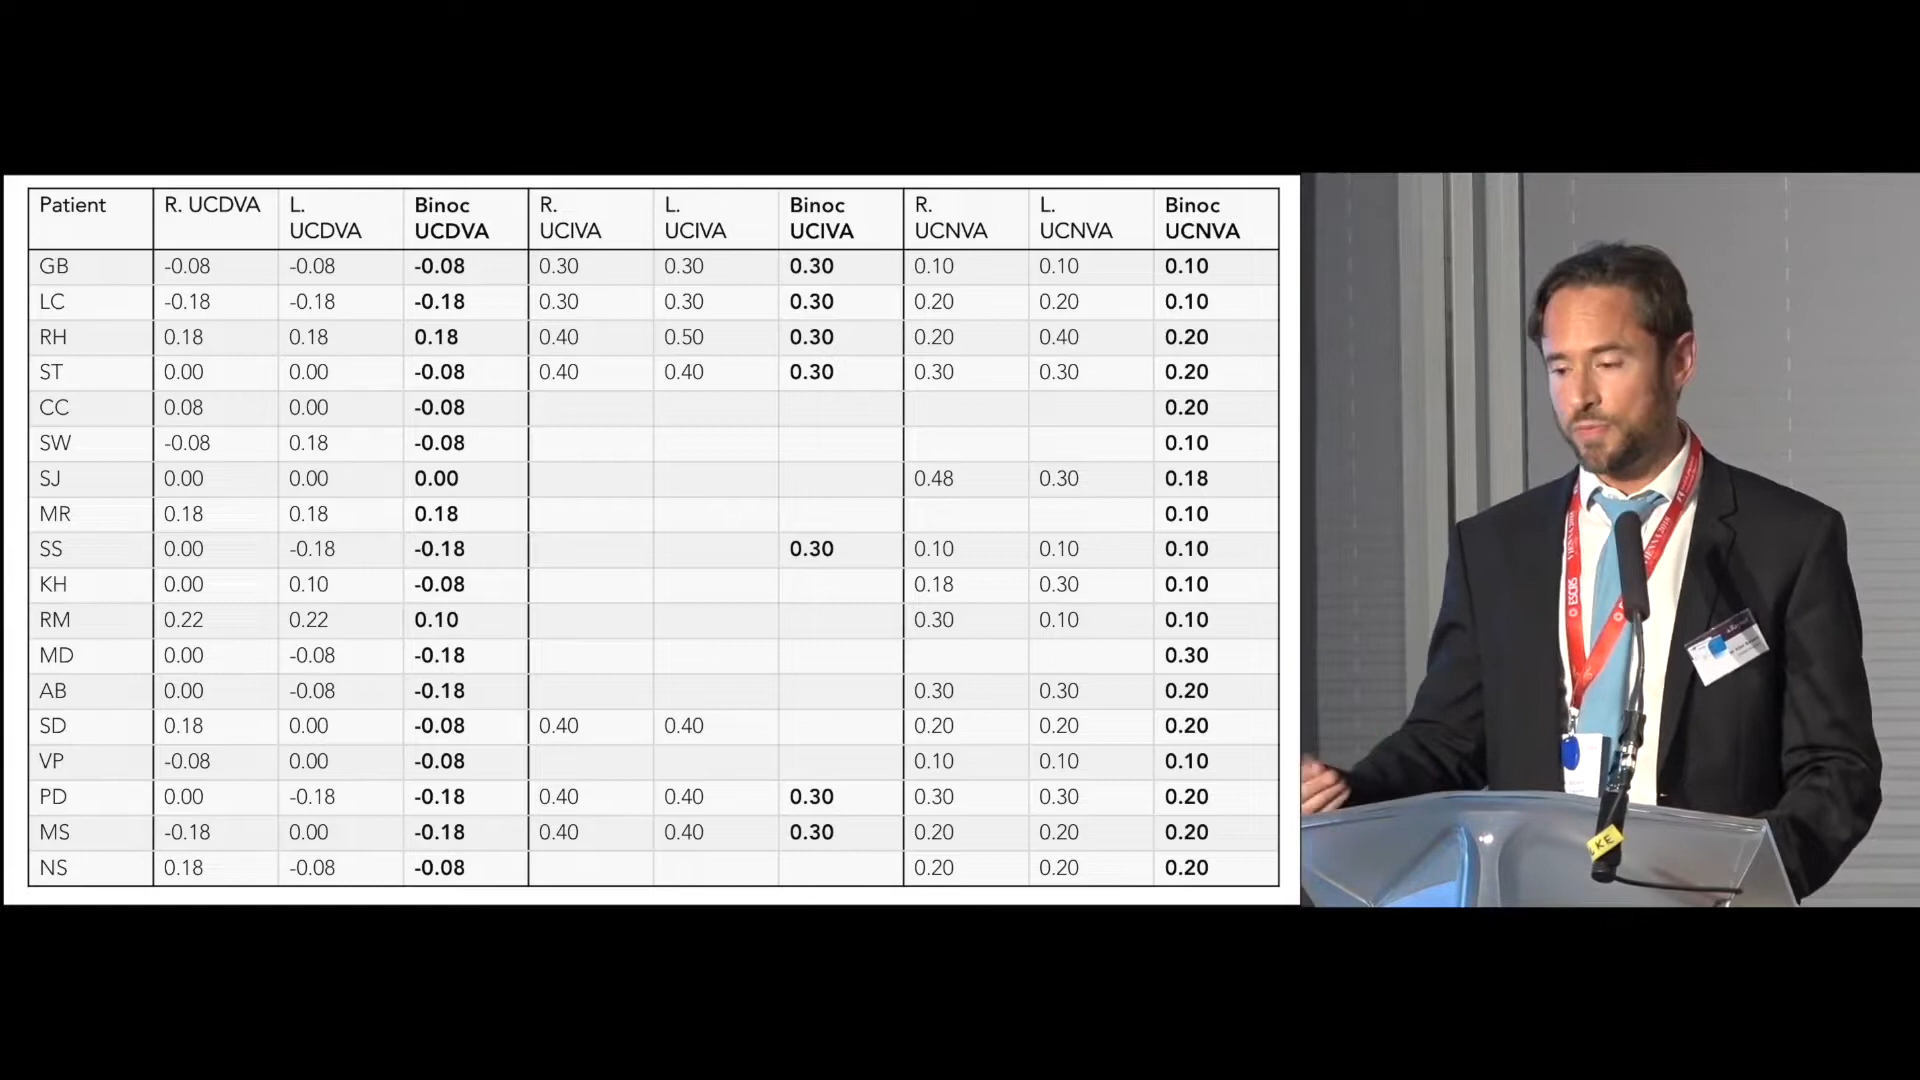 Patient R. UCDVA L. UCDVA Binoc UCDVA R. UCIVA L. UCIVA Binoc UCIVA R. UCNVA L. UCNVA Binoc UCNVA
GB -0.08 -0.08 -0.08 0.30 0.30 0.30 0.10 0.10 0.10
LC -0.18 -0.18 -0.18 0.30 0.30 0.30 0.20 0.20 0.10
RH 0.18 0.18 0.18 0.40 0.50 0.30 0.20 0.40 0.20
ST 0.00 0.00 -0.08 0.40 0.40 0.30 0.30 0.30 0.20
CC 0.08 0.00 -0.08 0.20
SW -0.08 0.18 -0.08 0.10
SJ 0.00 0.00 0.00 0.48 0.30 0.18
MR 0.18 0.18 0.18 0.10
SS 0.00 -0.18 -0.18 0.30 0.10 0.10 0.10
KH 0.00 0.10 -0.08 0.18 0.30 0.10
RM 0.22 0.22 0.10 0.30 0.10 0.10
MD 0.00 -0.08 -0.18 0.30
AB 0.00 -0.08 -0.18 0.30 0.30 0.20
SD 0.18 0.00 -0.08 0.40 0.40 0.20 0.20 0.20
VP -0.08 0.00 -0.08 0.10 0.10 0.10
PD 0.00 -0.18 -0.18 0.40 0.40 0.30 0.30 0.30 0.20
MS -0.18 0.00 -0.18 0.40 0.40 0.30 0.20 0.20 0.20
NS 0.18 -0.08 -0.08 0.20 0.20 0.20
ESCRS
KE